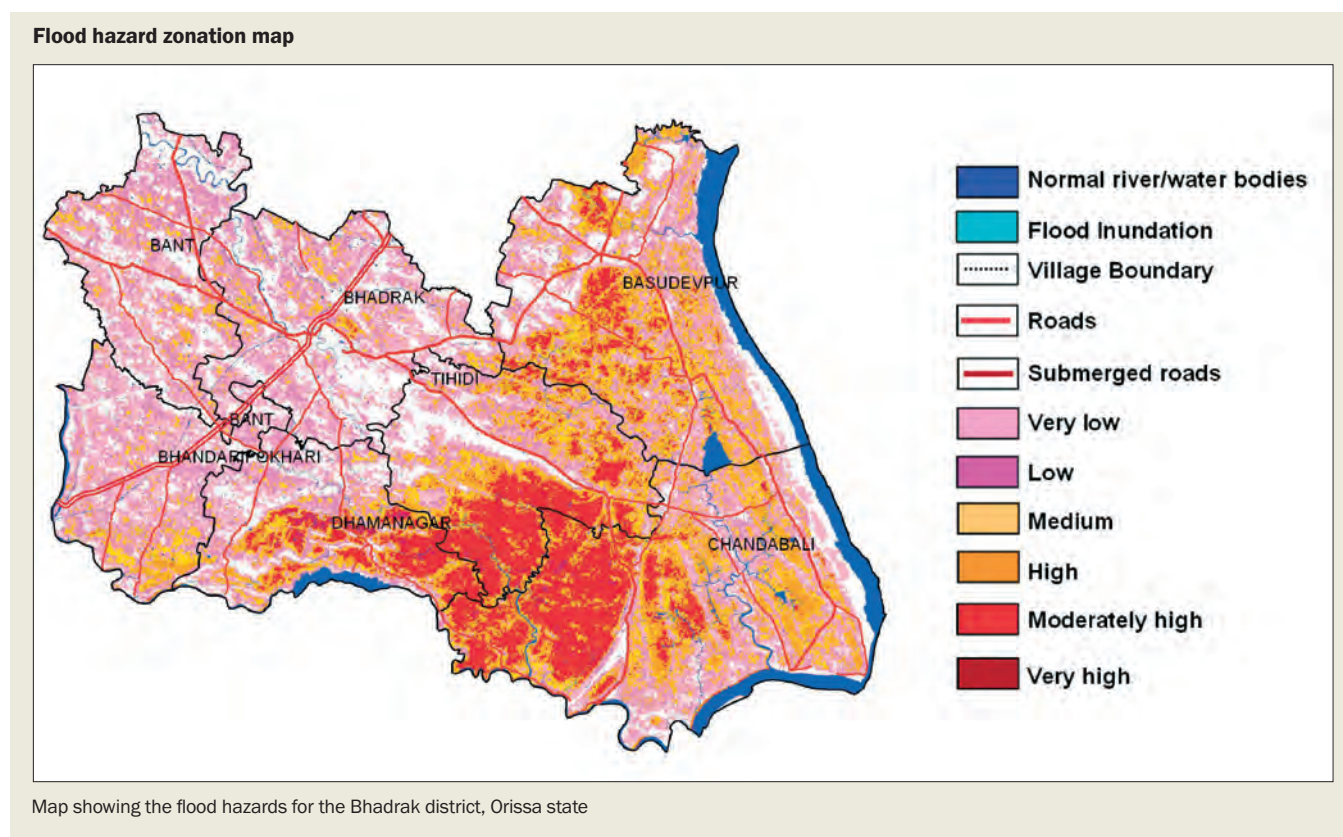 Flood hazard zonation map
BANT
BHADRAK
BASUDEVPUR
TIHIDI
BANT
BHANDARIPOKHARI
DHAMANAGAR
CHANDABALI
Normal river/water bodies
Flood Inundation
Village Boundary
Roads
Submerged roads
Very low
Low
Medium
High
Moderately high
Very high
Map showing the flood hazards for the Bhadrak district, Orissa state